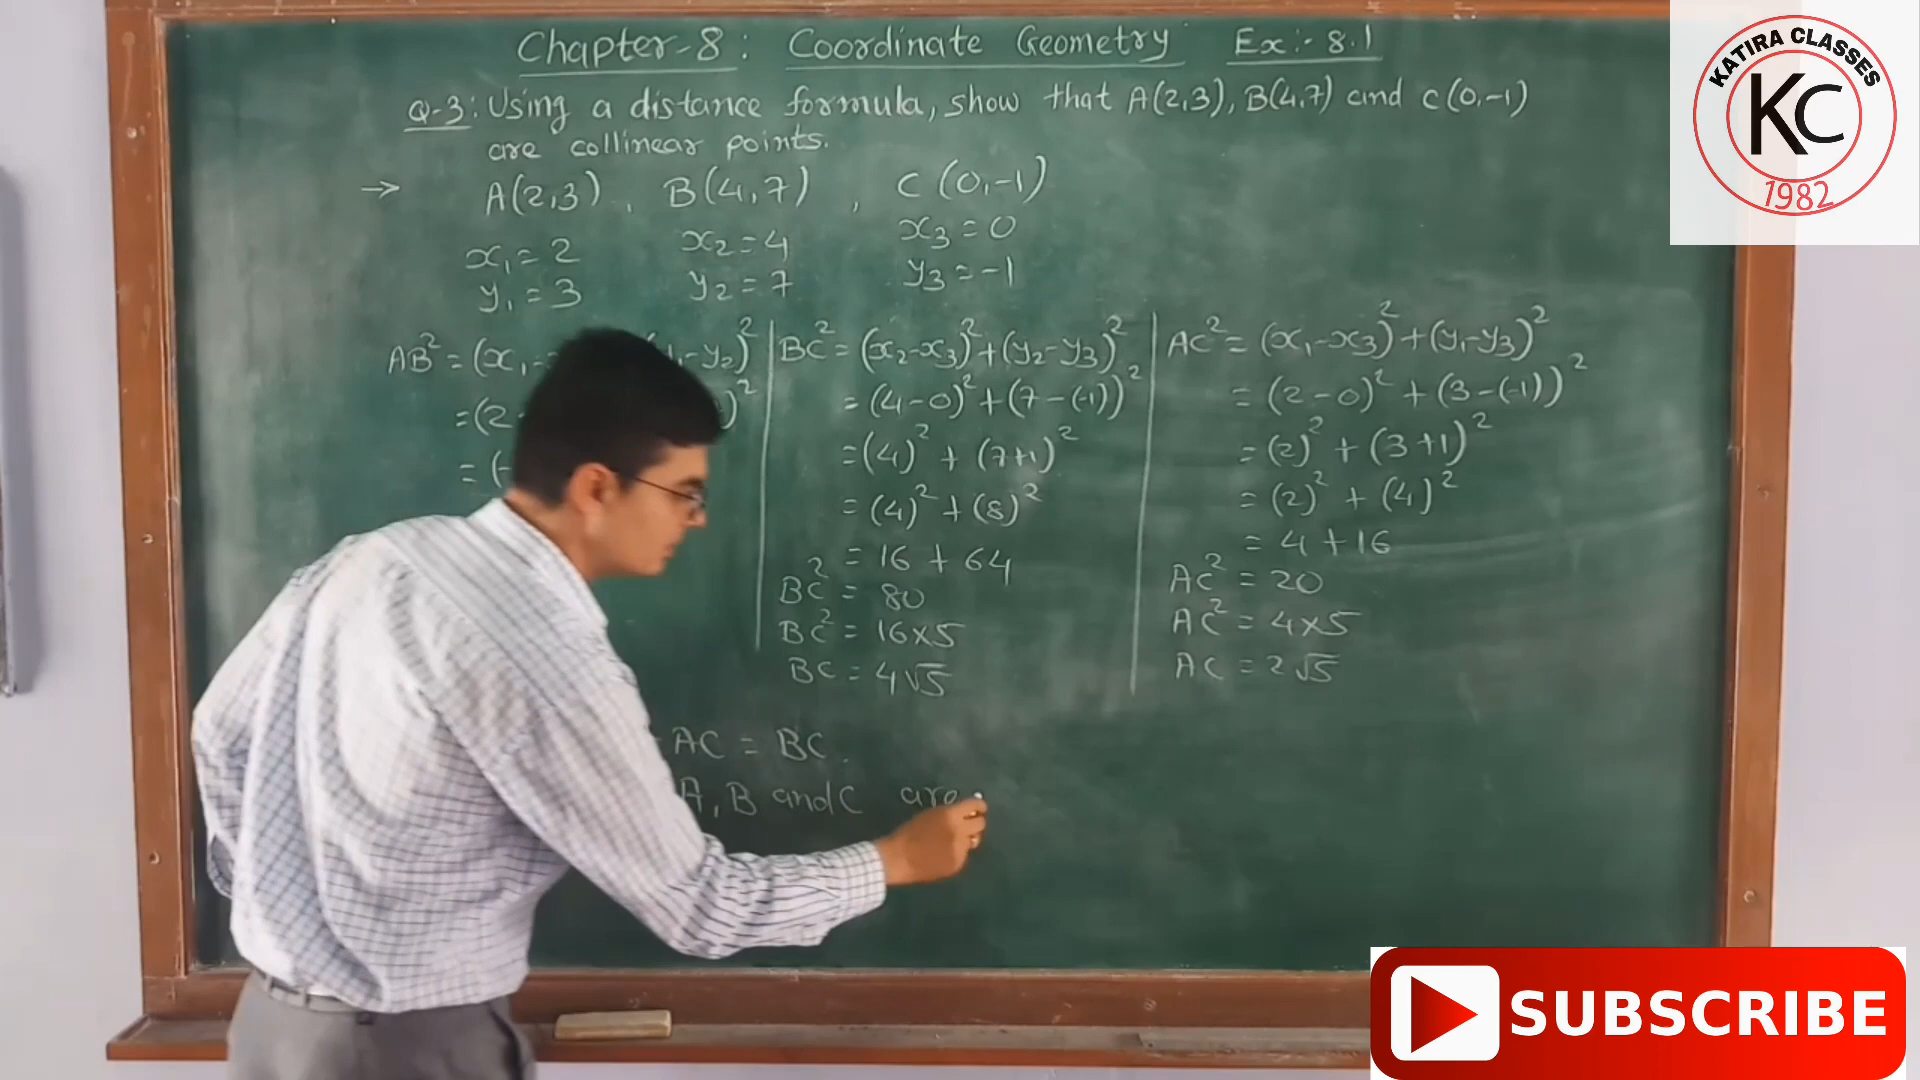 Chapter-8 : Coordinate Geometry Ex:- 8.1
Q-3: Using a distance formula, show that A(2,3), B(4,7) and C(0,-1)
are collinear points.
→ A(2,3) , B(4,7) , C(0,-1)
x₁=2 x₂=4 x₃=0
y₁=3 y₂=7 y₃=-1
AB²=(x₁- -y₂)²
=(2 )²
=(-
BC²=(x₂-x₃)²+(y₂-y₃)²
=(4-0)²+(7-(-1))²
=(4)²+(7+1)²
=(4)²+(8)²
=16+64
BC²=80
BC²=16×5
BC=4√5
AC²=(x₁-x₃)²+(y₁-y₃)²
=(2-0)²+(3-(-1))²
=(2)²+(3+1)²
=(2)²+(4)²
=4+16
AC²=20
AC²=4×5
AC=2√5
AC = BC.
A, B and C are
KATIRA CLASSES
KC
1982
SUBSCRIBE